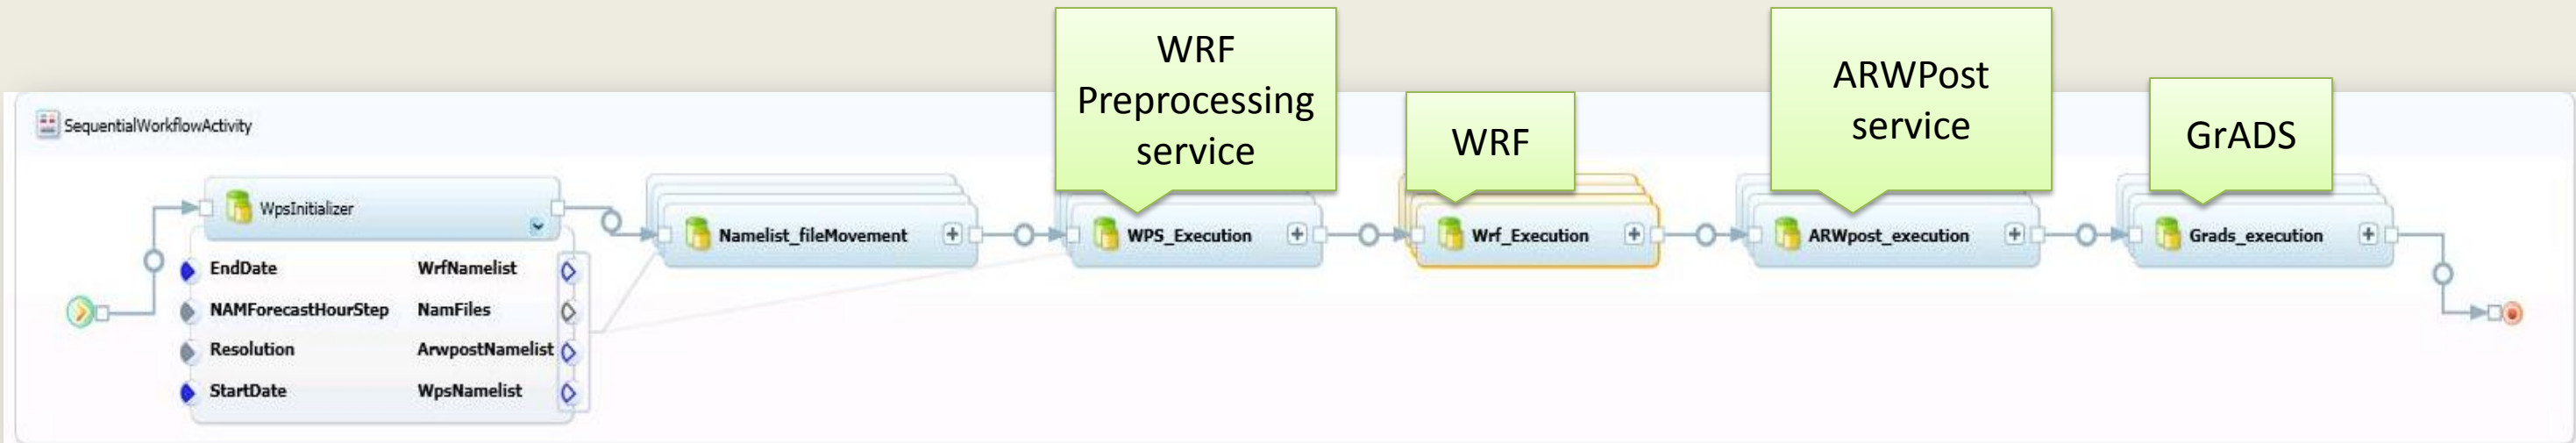 WRF
Preprocessing
service
WRF
ARWPost
service
GrADS
SequentialWorkflowActivity
WpsInitializer
Namelist_fileMovement
WPS_Execution
Wrf_Execution
ARWpost_execution
Grads_execution
EndDate WrfNamelist
NAMForecastHourStep NamFiles
Resolution ArwpostNamelist
StartDate WpsNamelist